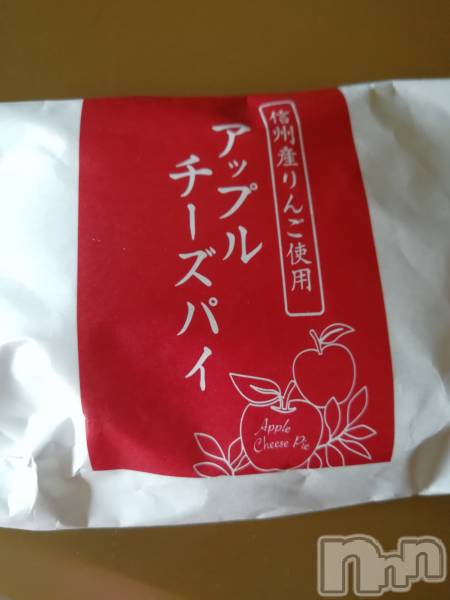 信州産りんご使用
アップル
チーズパイ
Apple
Cheese Pie
nnn